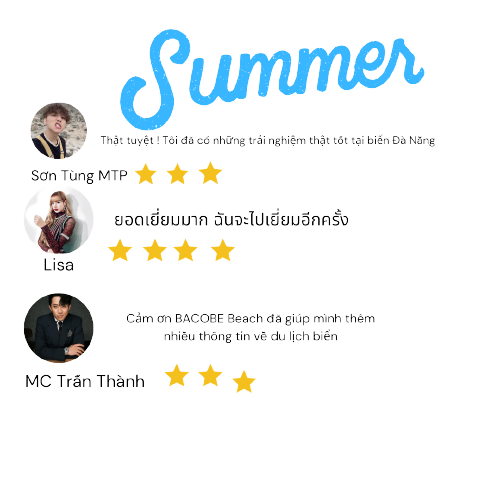 Summer
Thật tuyệt ! Tôi đã có những trải nghiệm thật tốt tại biển Đà Nẵng
Sơn Tùng MTP
ยอดเยี่ยมมาก ฉันจะไปเยี่ยมอีกครั้ง
Lisa
Cảm ơn BACOBE Beach đã giúp mình thêm
nhiều thông tin về du lịch biển
MC Trấn Thành